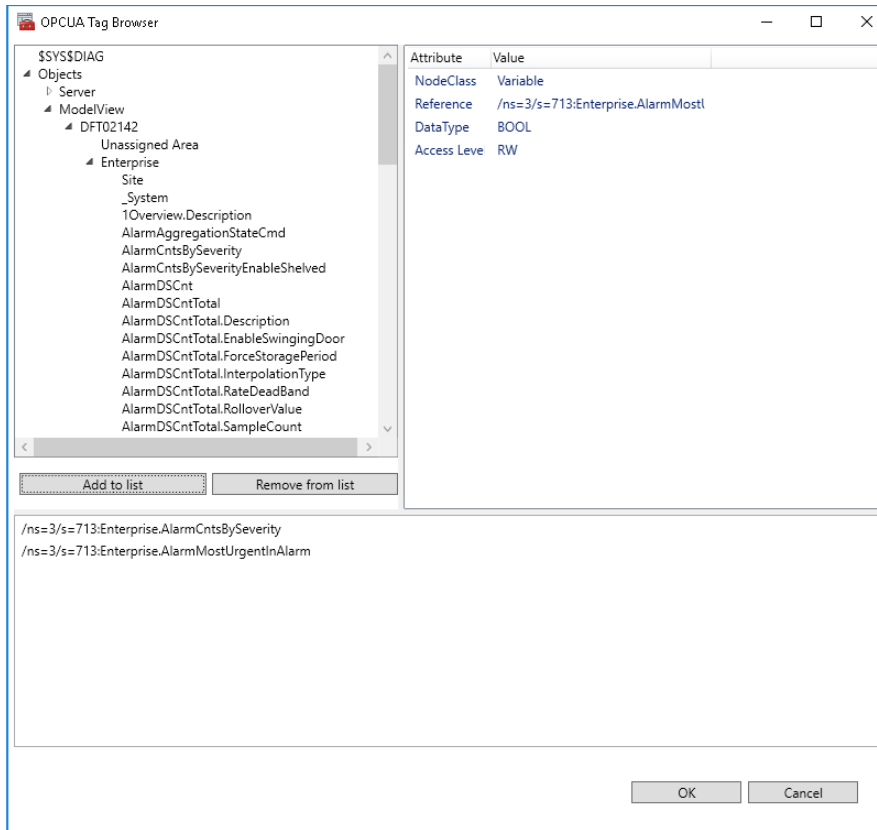 OPCUA Tag Browser
$SYS$DIAG
Objects
Server
ModelView
DFT02142
Unassigned Area
Enterprise
Site
_System
1Overview.Description
AlarmAggregationStateCmd
AlarmCntsBySeverity
AlarmCntsBySeverityEnableShelved
AlarmDSCnt
AlarmDSCntTotal
AlarmDSCntTotal.Description
AlarmDSCntTotal.EnableSwingingDoor
AlarmDSCntTotal.ForceStoragePeriod
AlarmDSCntTotal.InterpolationType
AlarmDSCntTotal.RateDeadBand
AlarmDSCntTotal.RolloverValue
AlarmDSCntTotal.SampleCount
Attribute Value
NodeClass Variable
Reference /ns=3/s=713:Enterprise.AlarmMostU
DataType BOOL
Access Leve RW
Add to list Remove from list
/ns=3/s=713:Enterprise.AlarmCntsBySeverity
/ns=3/s=713:Enterprise.AlarmMostUrgentInAlarm
OK Cancel